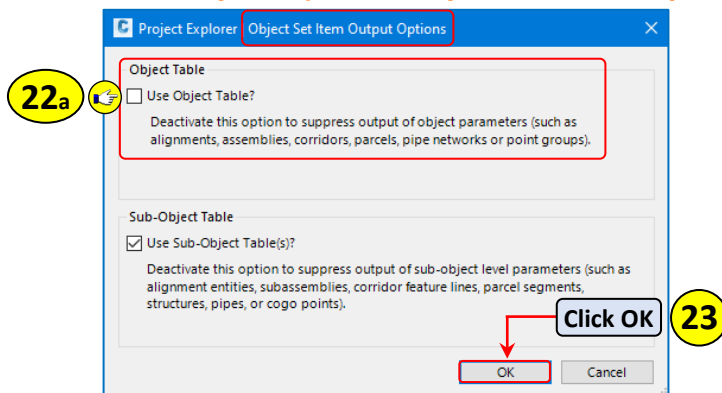 Project Explorer Object Set Item Output Options
Object Table
22a
Use Object Table?
Deactivate this option to suppress output of object parameters (such as
alignments, assemblies, corridors, parcels, pipe networks or point groups).
Sub-Object Table
Use Sub-Object Table(s)?
Deactivate this option to suppress output of sub-object level parameters (such as
alignment entities, subassemblies, corridor feature lines, parcel segments,
structures, pipes, or cogo points).
Click OK 23
OK Cancel